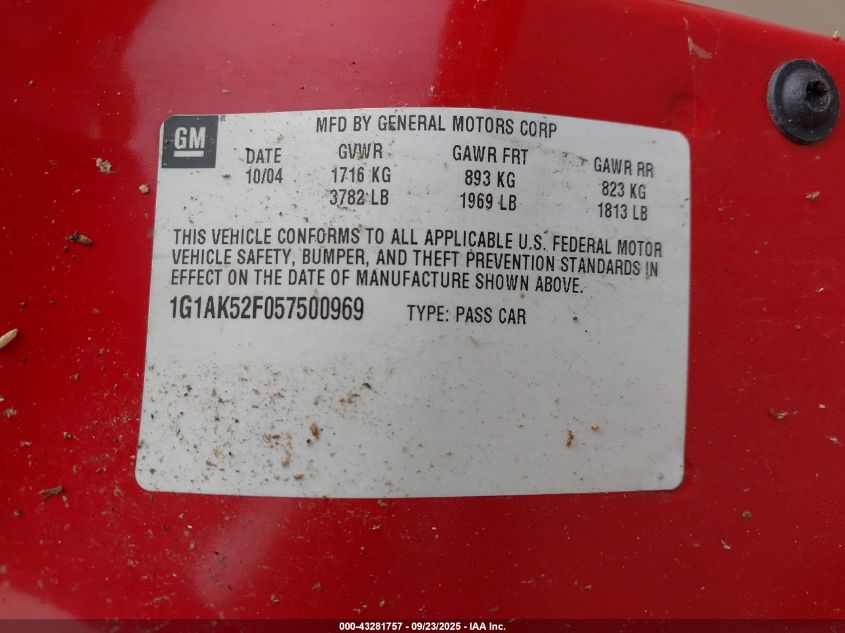 GM
MFD BY GENERAL MOTORS CORP
DATE GVWR GAWR FRT GAWR RR
10/04 1716 KG 893 KG 823 KG
3782 LB 1969 LB 1813 LB
THIS VEHICLE CONFORMS TO ALL APPLICABLE U.S. FEDERAL MOTOR
VEHICLE SAFETY, BUMPER, AND THEFT PREVENTION STANDARDS IN
EFFECT ON THE DATE OF MANUFACTURE SHOWN ABOVE.
1G1AK52F057500969 TYPE: PASS CAR
000-43281757 - 09/23/2025 - IAA Inc.